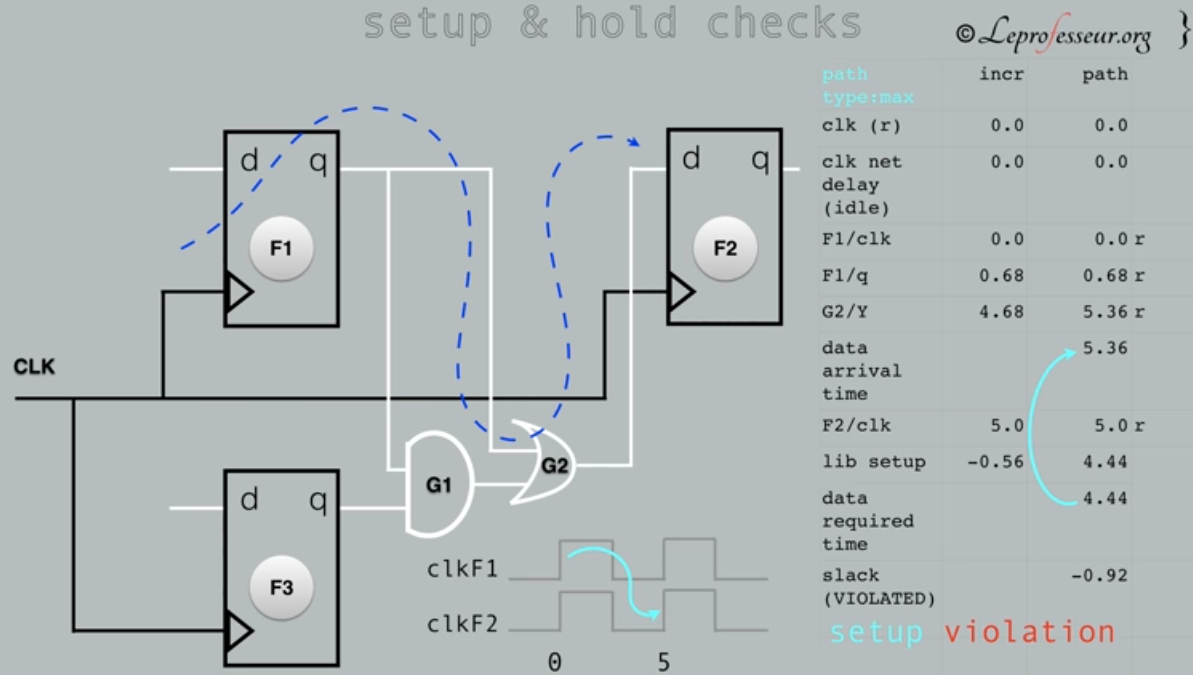 setup & hold checks
© Leprofesseur.org }
path incr path
type:max
clk (r) 0.0 0.0
clk net 0.0 0.0
delay
(idle)
F1/clk 0.0 0.0 r
F1/q 0.68 0.68 r
G2/Y 4.68 5.36 r
data 5.36
arrival
time
F2/clk 5.0 5.0 r
lib setup -0.56 4.44
data 4.44
required
time
slack -0.92
(VIOLATED)
setup violation
d q
F1
d q
F2
CLK
G1
G2
d q
F3
clkF1
clkF2
0 5